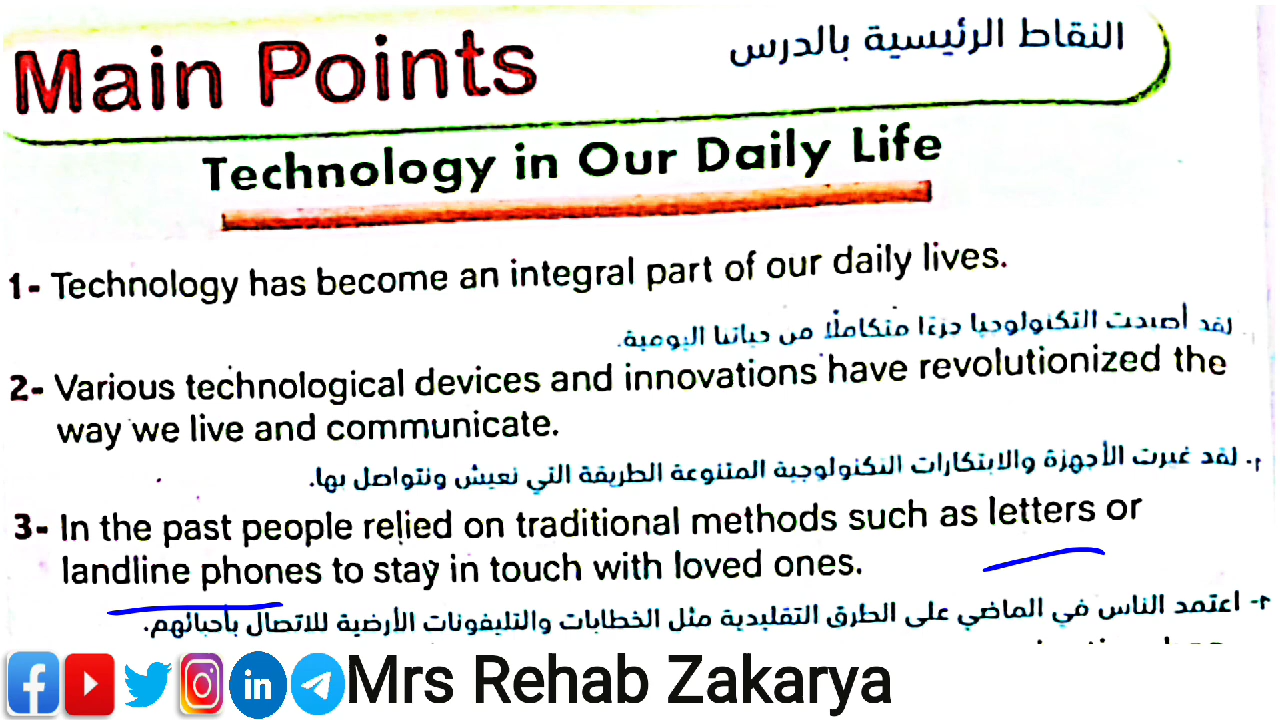 Main Points
النقاط الرئيسية بالدرس
Technology in Our Daily Life
1- Technology has become an integral part of our daily lives.
لقد أصبحت التكنولوجيا جزءًا متكاملًا من حياتنا اليومية.
2- Various technological devices and innovations have revolutionized the
way we live and communicate.
٢. لقد غيرت الأجهزة والابتكارات التكنولوجية المتنوعة الطريقة التي نعيش ونتواصل بها.
3- In the past people relied on traditional methods such as letters or
landline phones to stay in touch with loved ones.
٣- اعتمد الناس في الماضي على الطرق التقليدية مثل الخطابات والتليفونات الأرضية للاتصال بأحبائهم.
Mrs Rehab Zakarya